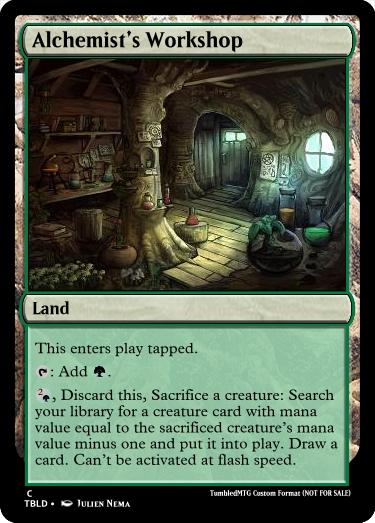 Alchemist's Workshop
Land
This enters play tapped.
: Add .
2, Discard this, Sacrifice a creature: Search
your library for a creature card with mana
value equal to the sacrificed creature's mana
value minus one and put it into play. Draw a
card. Can't be activated at flash speed.
C
TBLD • Julien Nema
TumbledMTG Custom Format (NOT FOR SALE)